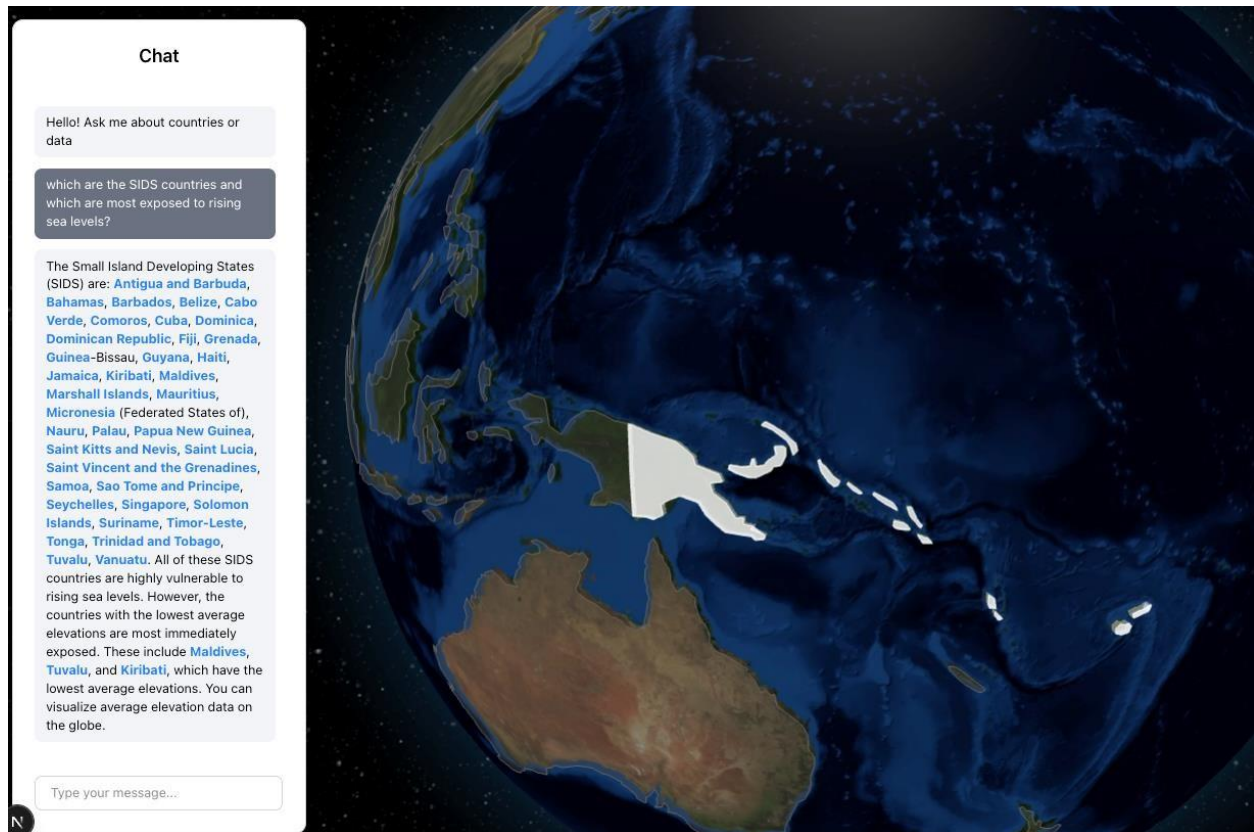 Chat
Hello! Ask me about countries or
data
which are the SIDS countries and
which are most exposed to rising
sea levels?
The Small Island Developing States
(SIDS) are: Antigua and Barbuda,
Bahamas, Barbados, Belize, Cabo
Verde, Comoros, Cuba, Dominica,
Dominican Republic, Fiji, Grenada,
Guinea-Bissau, Guyana, Haiti,
Jamaica, Kiribati, Maldives,
Marshall Islands, Mauritius,
Micronesia (Federated States of),
Nauru, Palau, Papua New Guinea,
Saint Kitts and Nevis, Saint Lucia,
Saint Vincent and the Grenadines,
Samoa, Sao Tome and Principe,
Seychelles, Singapore, Solomon
Islands, Suriname, Timor-Leste,
Tonga, Trinidad and Tobago,
Tuvalu, Vanuatu. All of these SIDS
countries are highly vulnerable to
rising sea levels. However, the
countries with the lowest average
elevations are most immediately
exposed. These include Maldives,
Tuvalu, and Kiribati, which have the
lowest average elevations. You can
visualize average elevation data on
the globe.
Type your message...
N